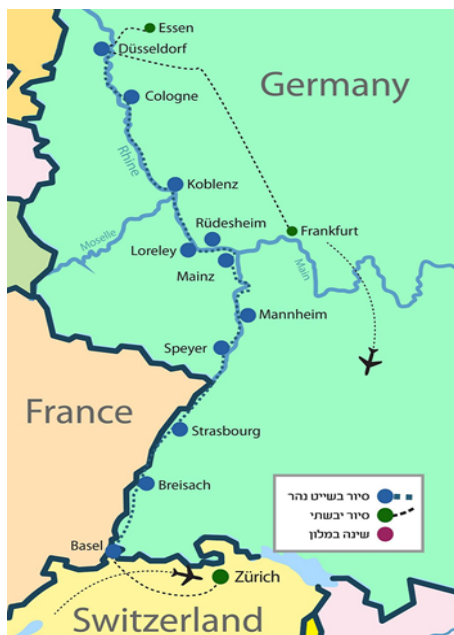 Essen
Düsseldorf
Germany
Cologne
Rhine
Koblenz
Rüdesheim
Frankfurt
Moselle
Loreley
Main
Mainz
Mannheim
Speyer
France
Strasbourg
Breisach
סיור בשייט נהר
סיור יבשתי
שינה במלון
Basel
Zürich
Switzerland